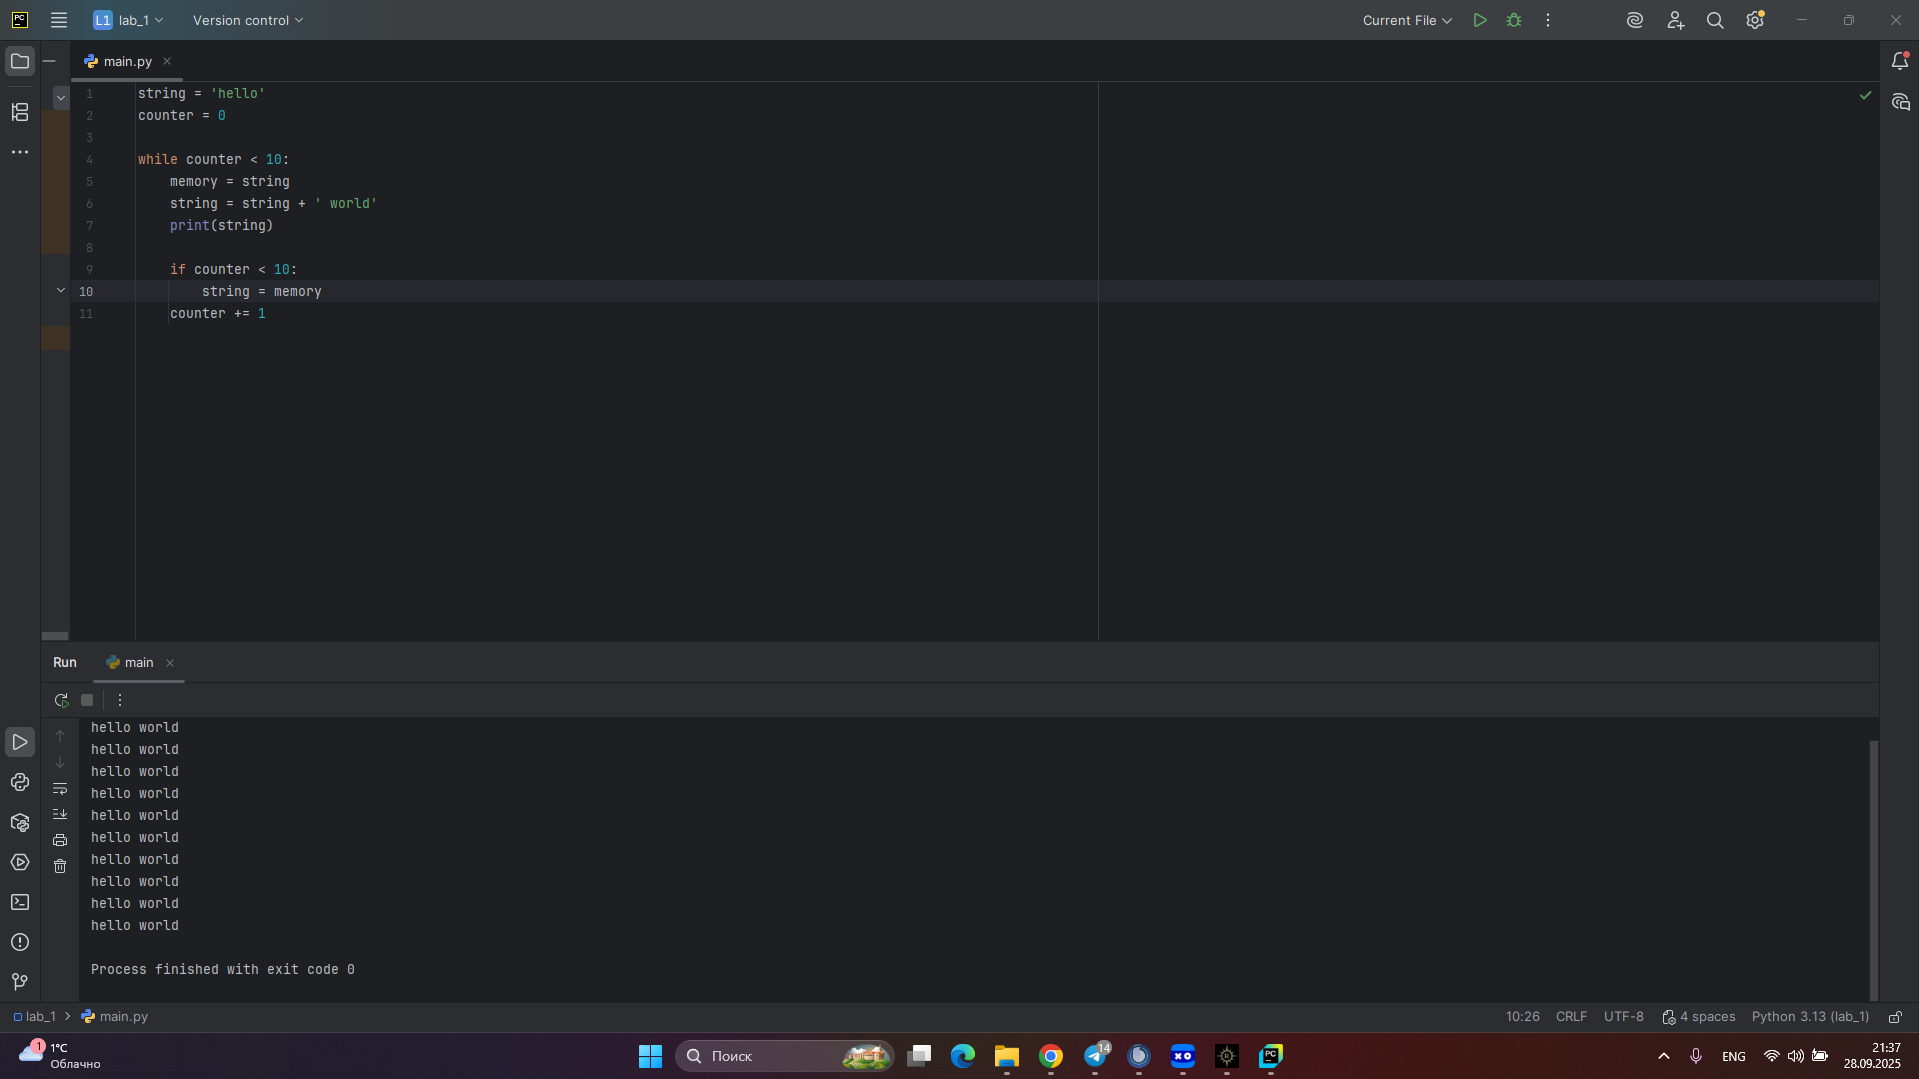 PC
L1 lab_1
Version control
Current File
main.py
1 string = 'hello'
2 counter = 0
3
4 while counter < 10:
5 memory = string
6 string = string + ' world'
7 print(string)
8
9 if counter < 10:
10 string = memory
11 counter += 1
Run
main
hello world
hello world
hello world
hello world
hello world
hello world
hello world
hello world
hello world
hello world
Process finished with exit code 0
lab_1 > main.py
10:26 CRLF UTF-8 4 spaces Python 3.13 (lab_1)
1
1°C
Облачно
Поиск
14
XO
R
PC
ENG
21:37
28.09.2025